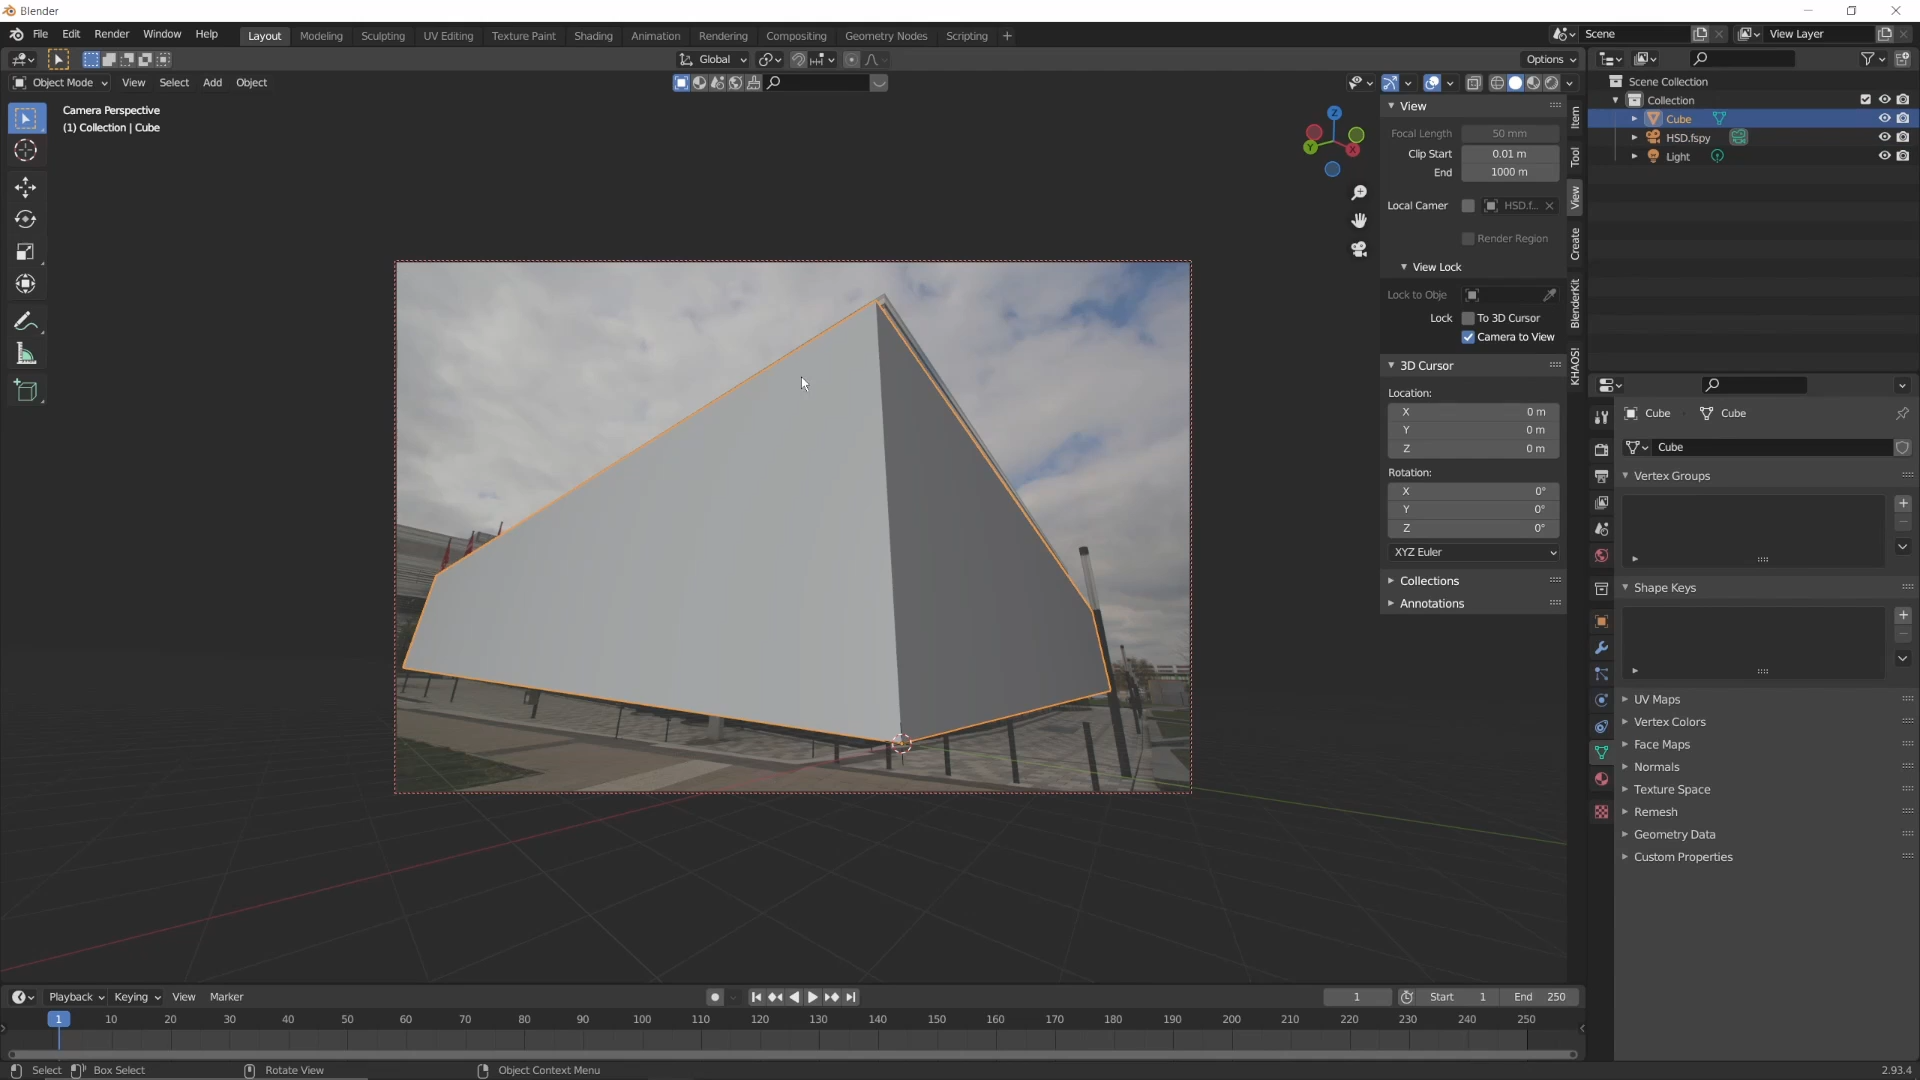 Blender
File Edit Render Window Help
Layout Modeling Sculpting UV Editing Texture Paint Shading Animation Rendering Compositing Geometry Nodes Scripting +
Scene
View Layer
Global
Options
Object Mode View Select Add Object
Camera Perspective
(1) Collection | Cube
Z
Y
X
View
Focal Length 50 mm
Clip Start 0.01 m
End 1000 m
Local Camer HSD.f...
Render Region
View Lock
Lock to Obje
Lock To 3D Cursor
Camera to View
3D Cursor
Location:
X 0 m
Y 0 m
Z 0 m
Rotation:
X 0°
Y 0°
Z 0°
XYZ Euler
Collections
Annotations
Item
Tool
View
Create
BlenderKit
KHAOS!
Scene Collection
Collection
Cube
HSD.fspy
Light
Cube Cube
Cube
Vertex Groups
Shape Keys
UV Maps
Vertex Colors
Face Maps
Normals
Texture Space
Remesh
Geometry Data
Custom Properties
Playback Keying View Marker
1 Start 1 End 250
1 10 20 30 40 50 60 70 80 90 100 110 120 130 140 150 160 170 180 190 200 210 220 230 240 250
Select Box Select Rotate View Object Context Menu 2.93.4